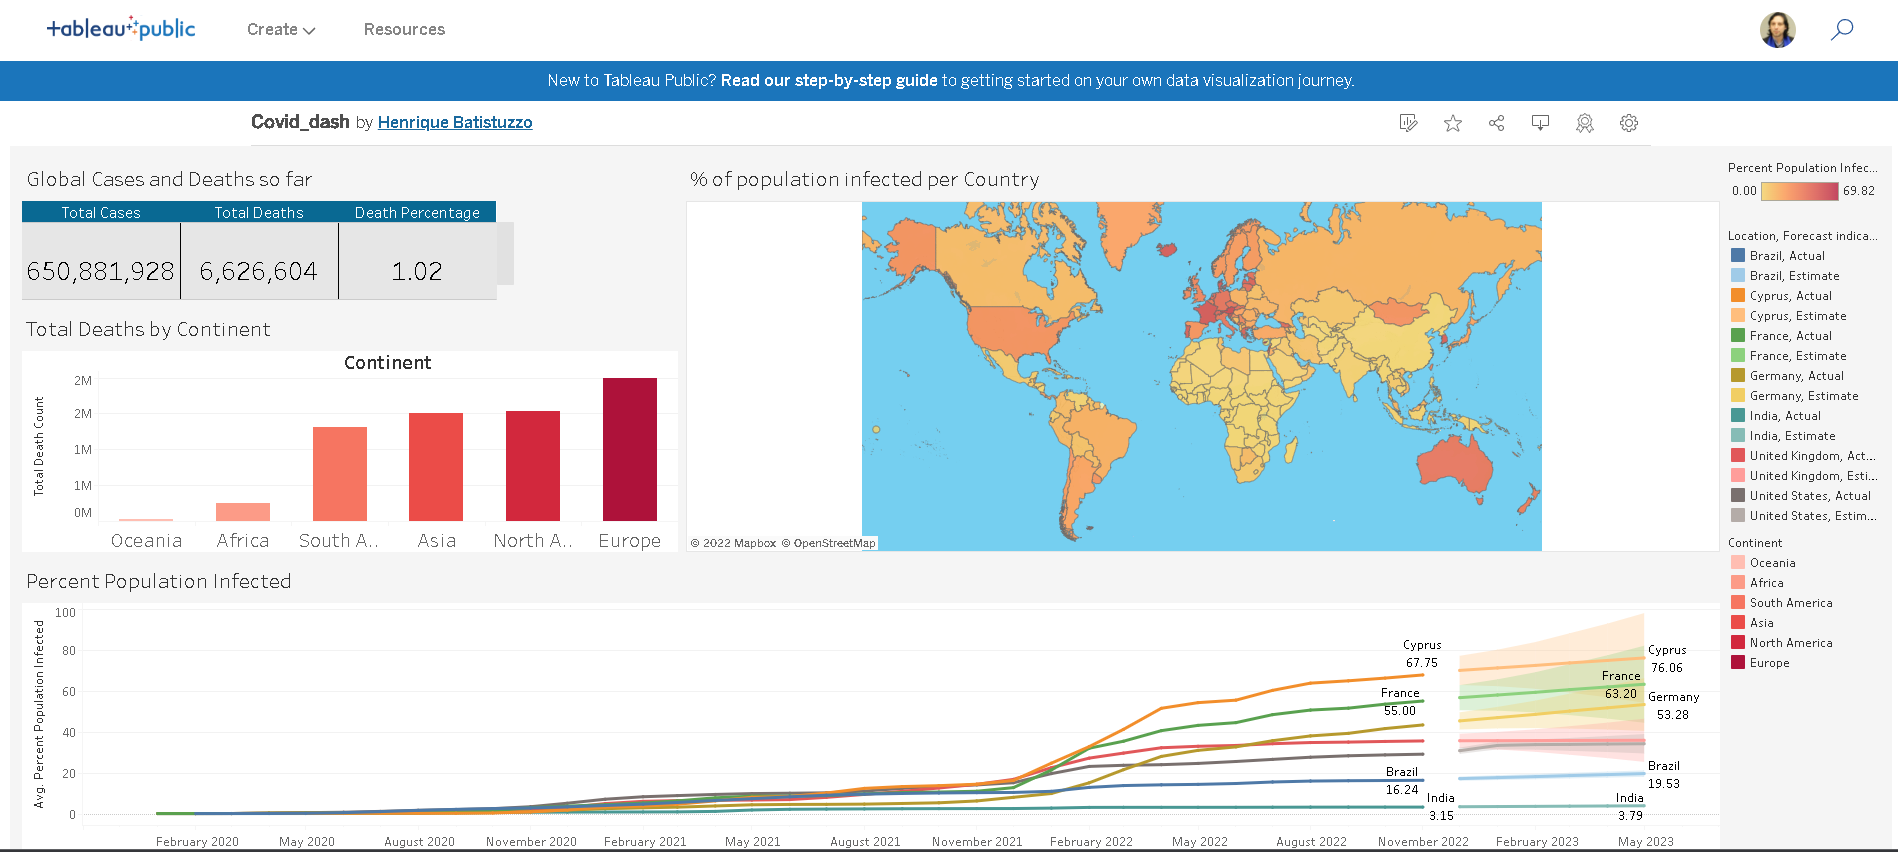 tableau public
Create
Resources
New to Tableau Public? Read our step-by-step guide to getting started on your own data visualization journey.
Covid_dash by Henrique Batistuzzo
Global Cases and Deaths so far
Total Cases Total Deaths Death Percentage
650,881,928 6,626,604 1.02
Total Deaths by Continent
Continent
Total Death Count
2M
2M
1M
1M
0M
Oceania Africa South A.. Asia North A.. Europe
% of population infected per Country
© 2022 Mapbox © OpenStreetMap
Percent Population Infec...
0.00 69.82
Location, Forecast indica...
Brazil, Actual
Brazil, Estimate
Cyprus, Actual
Cyprus, Estimate
France, Actual
France, Estimate
Germany, Actual
Germany, Estimate
India, Actual
India, Estimate
United Kingdom, Act...
United Kingdom, Esti...
United States, Actual
United States, Estim...
Continent
Oceania
Africa
South America
Asia
North America
Europe
Percent Population Infected
Avg. Percent Population Infected
100
80
60
40
20
0
Cyprus
67.75
France
55.00
Brazil
16.24
India
3.15
Cyprus
76.06
France
63.20
Germany
53.28
Brazil
19.53
India
3.79
February 2020 May 2020 August 2020 November 2020 February 2021 May 2021 August 2021 November 2021 February 2022 May 2022 August 2022 November 2022 February 2023 May 2023